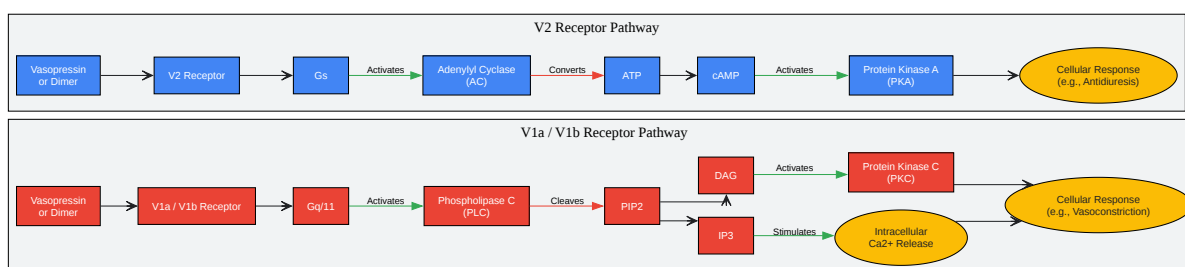 V2 Receptor Pathway
Vasopressin
or Dimer
V2 Receptor
Gs
Activates
Adenylyl Cyclase
(AC)
Converts
ATP
cAMP
Activates
Protein Kinase A
(PKA)
Cellular Response
(e.g., Antidiuresis)
V1a / V1b Receptor Pathway
Vasopressin
or Dimer
V1a / V1b Receptor
Gq/11
Activates
Phospholipase C
(PLC)
Cleaves
PIP2
DAG
Activates
Protein Kinase C
(PKC)
IP3
Stimulates
Intracellular
Ca2+ Release
Cellular Response
(e.g., Vasoconstriction)